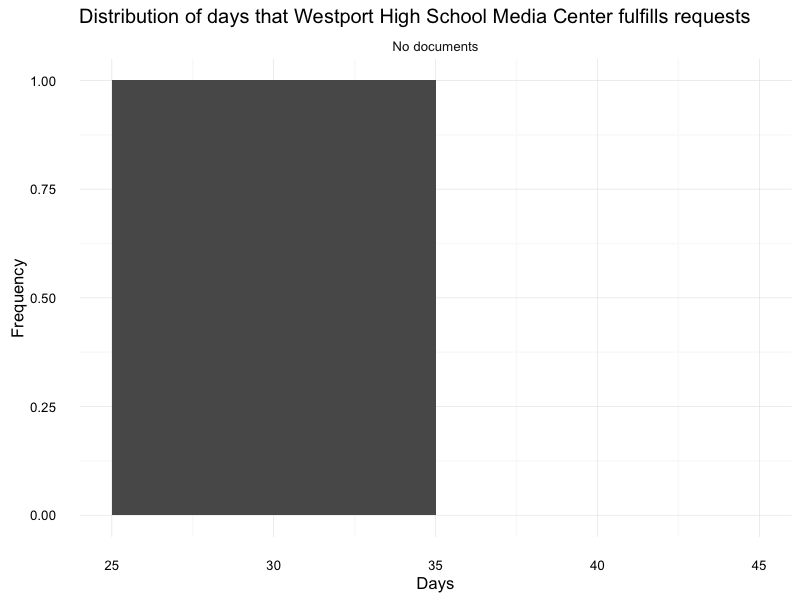 Distribution of days that Westport High School Media Center fulfills requests
No documents
1.00
0.75
0.50
0.25
0.00
Frequency
25 30 35 40 45
Days